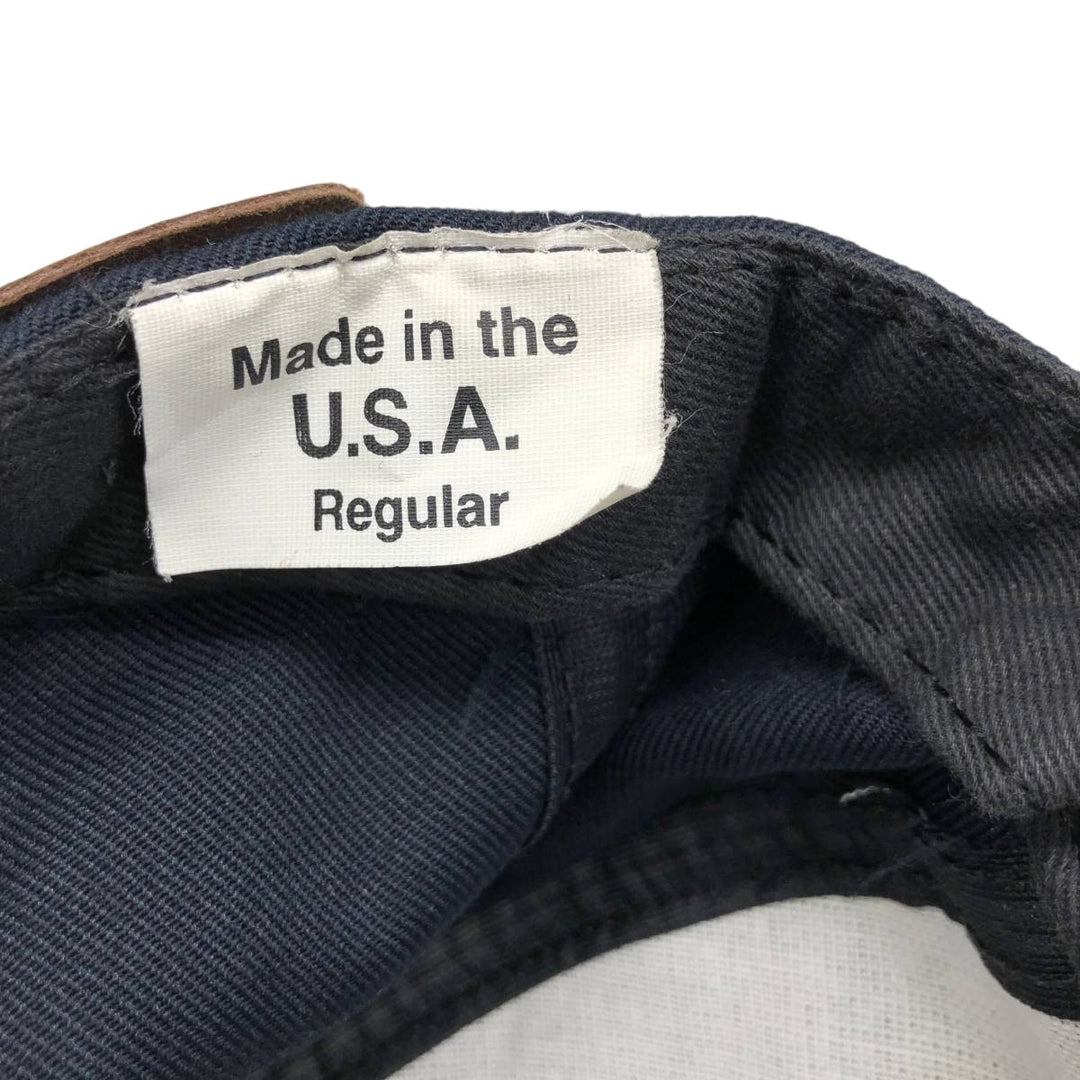 Made in the
U.S.A.
Regular